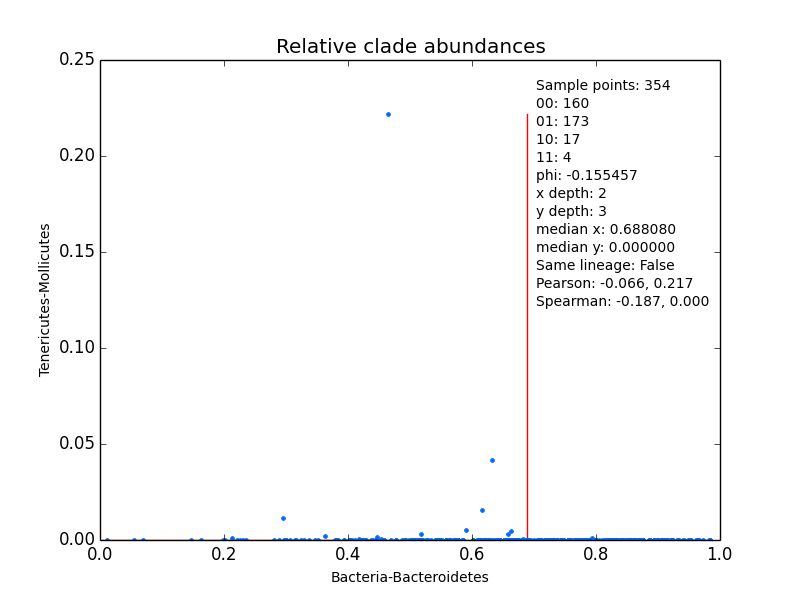 Relative clade abundances
0.25
0.20
0.15
0.10
0.05
0.00
Tenericutes-Mollicutes
Sample points: 354
00: 160
01: 173
10: 17
11: 4
phi: -0.155457
x depth: 2
y depth: 3
median x: 0.688080
median y: 0.000000
Same lineage: False
Pearson: -0.066, 0.217
Spearman: -0.187, 0.000
0.0 0.2 0.4 0.6 0.8 1.0
Bacteria-Bacteroidetes